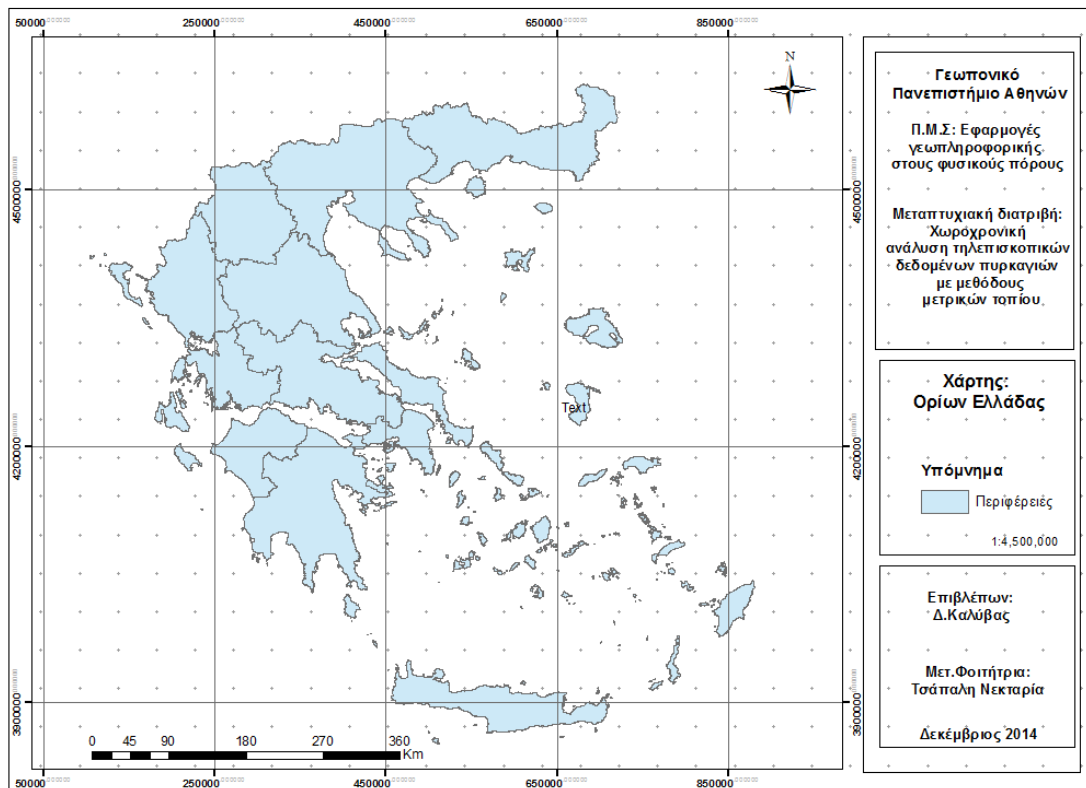 50000 250000 450000 650000 850000
N
4500000 4500000
4200000 4200000
3900000 3900000
Text
0 45 90 180 270 360
Km
50000 250000 450000 650000 850000
Γεωπονικό
Πανεπιστήμιο Αθηνών
Π.Μ.Σ: Εφαρμογές
γεωπληροφορικής
στους φυσικούς πόρους
Μεταπτυχιακή διατριβή:
Χωροχρονική
ανάλυση τηλεπισκοπικών
δεδομένων πυρκαγιών
με μεθόδους
μετρικών τοπίου
Χάρτης:
Ορίων Ελλάδας
Υπόμνημα
Περιφέρειές
1:4,500,000
Επιβλέπων:
Δ.Καλύβας
Μετ.Φοιτήτρια:
Τσάπαλη Νεκταρία
Δεκέμβριος 2014